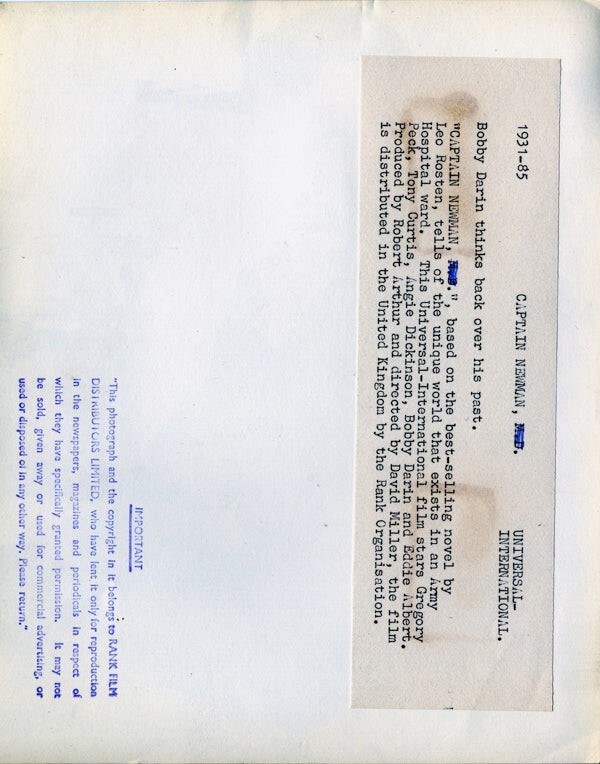 1931-85 CAPTAIN NEWMAN, M.D. UNIVERSAL-
INTERNATIONAL.
Bobby Darin thinks back over his past.
"CAPTAIN NEWMAN, M.D.", based on the best-selling novel by
Leo Rosten, tells of the unique world that exists in an Army
Hospital ward. This Universal-International film stars Gregory
Peck, Tony Curtis, Angie Dickinson, Bobby Darin and Eddie Albert.
Produced by Robert Arthur and directed by David Miller, the film
is distributed in the United Kingdom by the Rank Organisation.
IMPORTANT
"This photograph and the copyright in it belongs to RANK FILM
DISTRIBUTORS LIMITED, who have lent it only for reproduction
in the newspapers, magazines and periodicals in respect of
which they have specifically granted permission. It may not
be sold, given away or used for commercial advertising, or
used or disposed of in any other way. Please return."